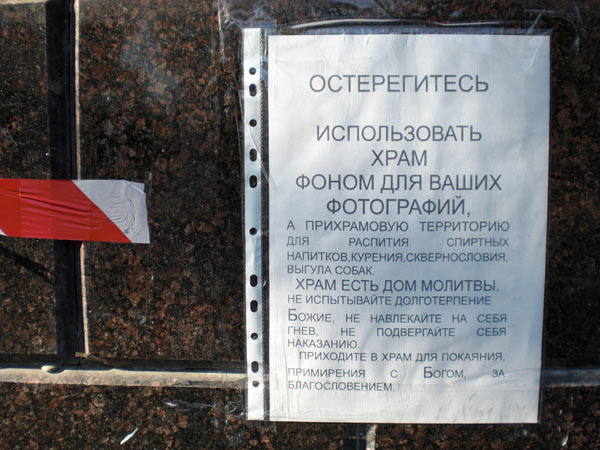 ОСТЕРЕГИТЕСЬ
ИСПОЛЬЗОВАТЬ
ХРАМ
ФОНОМ ДЛЯ ВАШИХ
ФОТОГРАФИЙ,
А ПРИХРАМОВУЮ ТЕРРИТОРИЮ
ДЛЯ РАСПИТИЯ СПИРТНЫХ
НАПИТКОВ,КУРЕНИЯ,СКВЕРНОСЛОВИЯ,
ВЫГУЛА СОБАК.
ХРАМ ЕСТЬ ДОМ МОЛИТВЫ.
НЕ ИСПЫТЫВАЙТЕ ДОЛГОТЕРПЕНИЕ
БОЖИЕ, НЕ НАВЛЕКАЙТЕ НА СЕБЯ
ГНЕВ, НЕ ПОДВЕРГАЙТЕ СЕБЯ
НАКАЗАНИЮ.
ПРИХОДИТЕ В ХРАМ ДЛЯ ПОКАЯНИЯ,
ПРИМИРЕНИЯ С БОГОМ, ЗА
БЛАГОСЛОВЕНИЕМ.